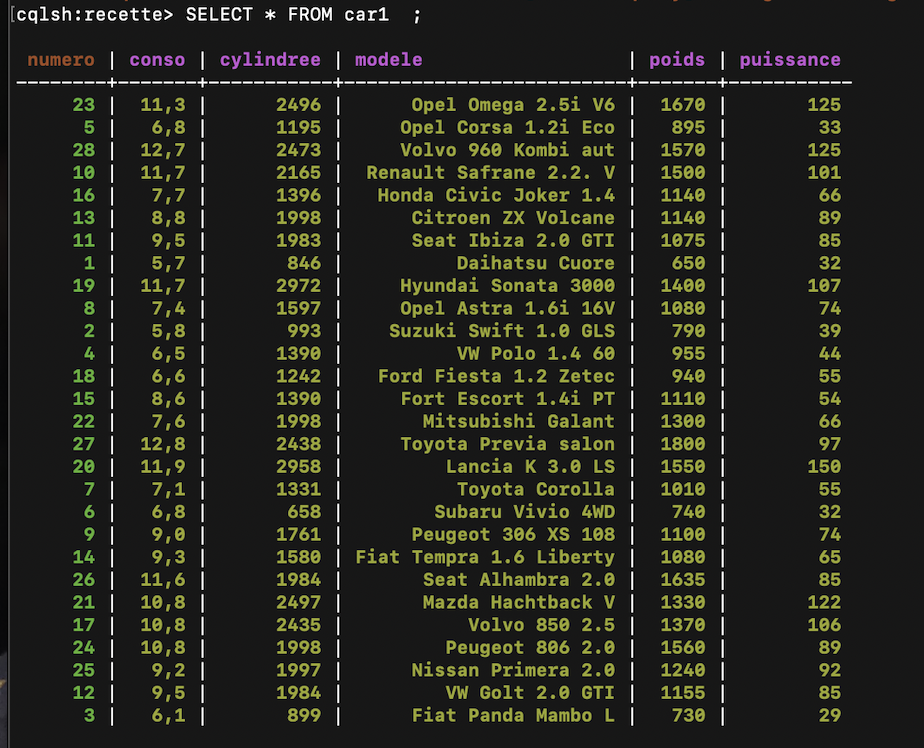 [cqlsh:recette> SELECT * FROM car1  ;
numero | conso | cylindree | modele | poids | puissance
23 | 11,3 | 2496 | Opel Omega 2.5i V6 | 1670 | 125
5 | 6,8 | 1195 | Opel Corsa 1.2i Eco | 895 | 33
28 | 12,7 | 2473 | Volvo 960 Kombi aut | 1570 | 125
10 | 11,7 | 2165 | Renault Safrane 2.2. V | 1500 | 101
16 | 7,7 | 1396 | Honda Civic Joker 1.4 | 1140 | 66
13 | 8,8 | 1998 | Citroen ZX Volcane | 1140 | 89
11 | 9,5 | 1983 | Seat Ibiza 2.0 GTI | 1075 | 85
1 | 5,7 | 846 | Daihatsu Cuore | 650 | 32
19 | 11,7 | 2972 | Hyundai Sonata 3000 | 1400 | 107
8 | 7,4 | 1597 | Opel Astra 1.6i 16V | 1080 | 74
2 | 5,8 | 993 | Suzuki Swift 1.0 GLS | 790 | 39
4 | 6,5 | 1390 | VW Polo 1.4 60 | 955 | 44
18 | 6,6 | 1242 | Ford Fiesta 1.2 Zetec | 940 | 55
15 | 8,6 | 1390 | Fort Escort 1.4i PT | 1110 | 54
22 | 7,6 | 1998 | Mitsubishi Galant | 1300 | 66
27 | 12,8 | 2438 | Toyota Previa salon | 1800 | 97
20 | 11,9 | 2958 | Lancia K 3.0 LS | 1550 | 150
7 | 7,1 | 1331 | Toyota Corolla | 1010 | 55
6 | 6,8 | 658 | Subaru Vivio 4WD | 740 | 32
9 | 9,0 | 1761 | Peugeot 306 XS 108 | 1100 | 74
14 | 9,3 | 1580 | Fiat Tempra 1.6 Liberty | 1080 | 65
26 | 11,6 | 1984 | Seat Alhambra 2.0 | 1635 | 85
21 | 10,8 | 2497 | Mazda Hachtback V | 1330 | 122
17 | 10,8 | 2435 | Volvo 850 2.5 | 1370 | 106
24 | 10,8 | 1998 | Peugeot 806 2.0 | 1560 | 89
25 | 9,2 | 1997 | Nissan Primera 2.0 | 1240 | 92
12 | 9,5 | 1984 | VW Golt 2.0 GTI | 1155 | 85
3 | 6,1 | 899 | Fiat Panda Mambo L | 730 | 29